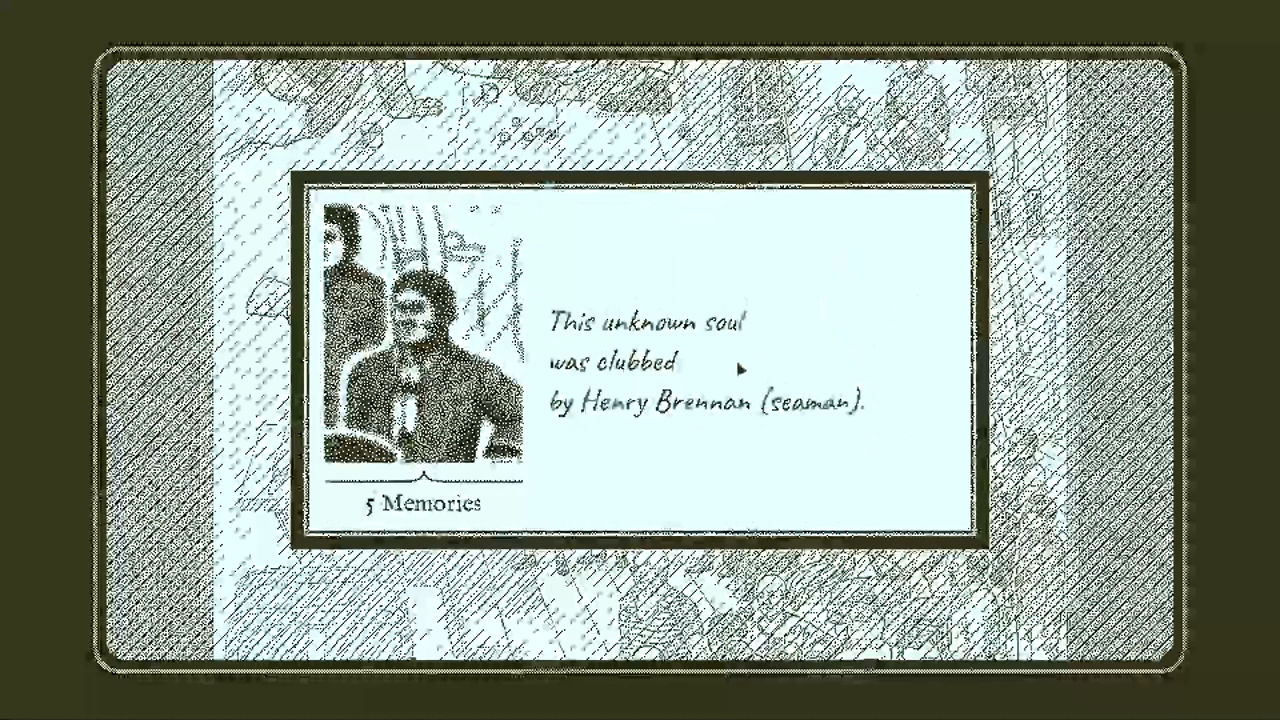 This unknown soul
was clubbed
by Henry Brennan (seaman).
5 Memories